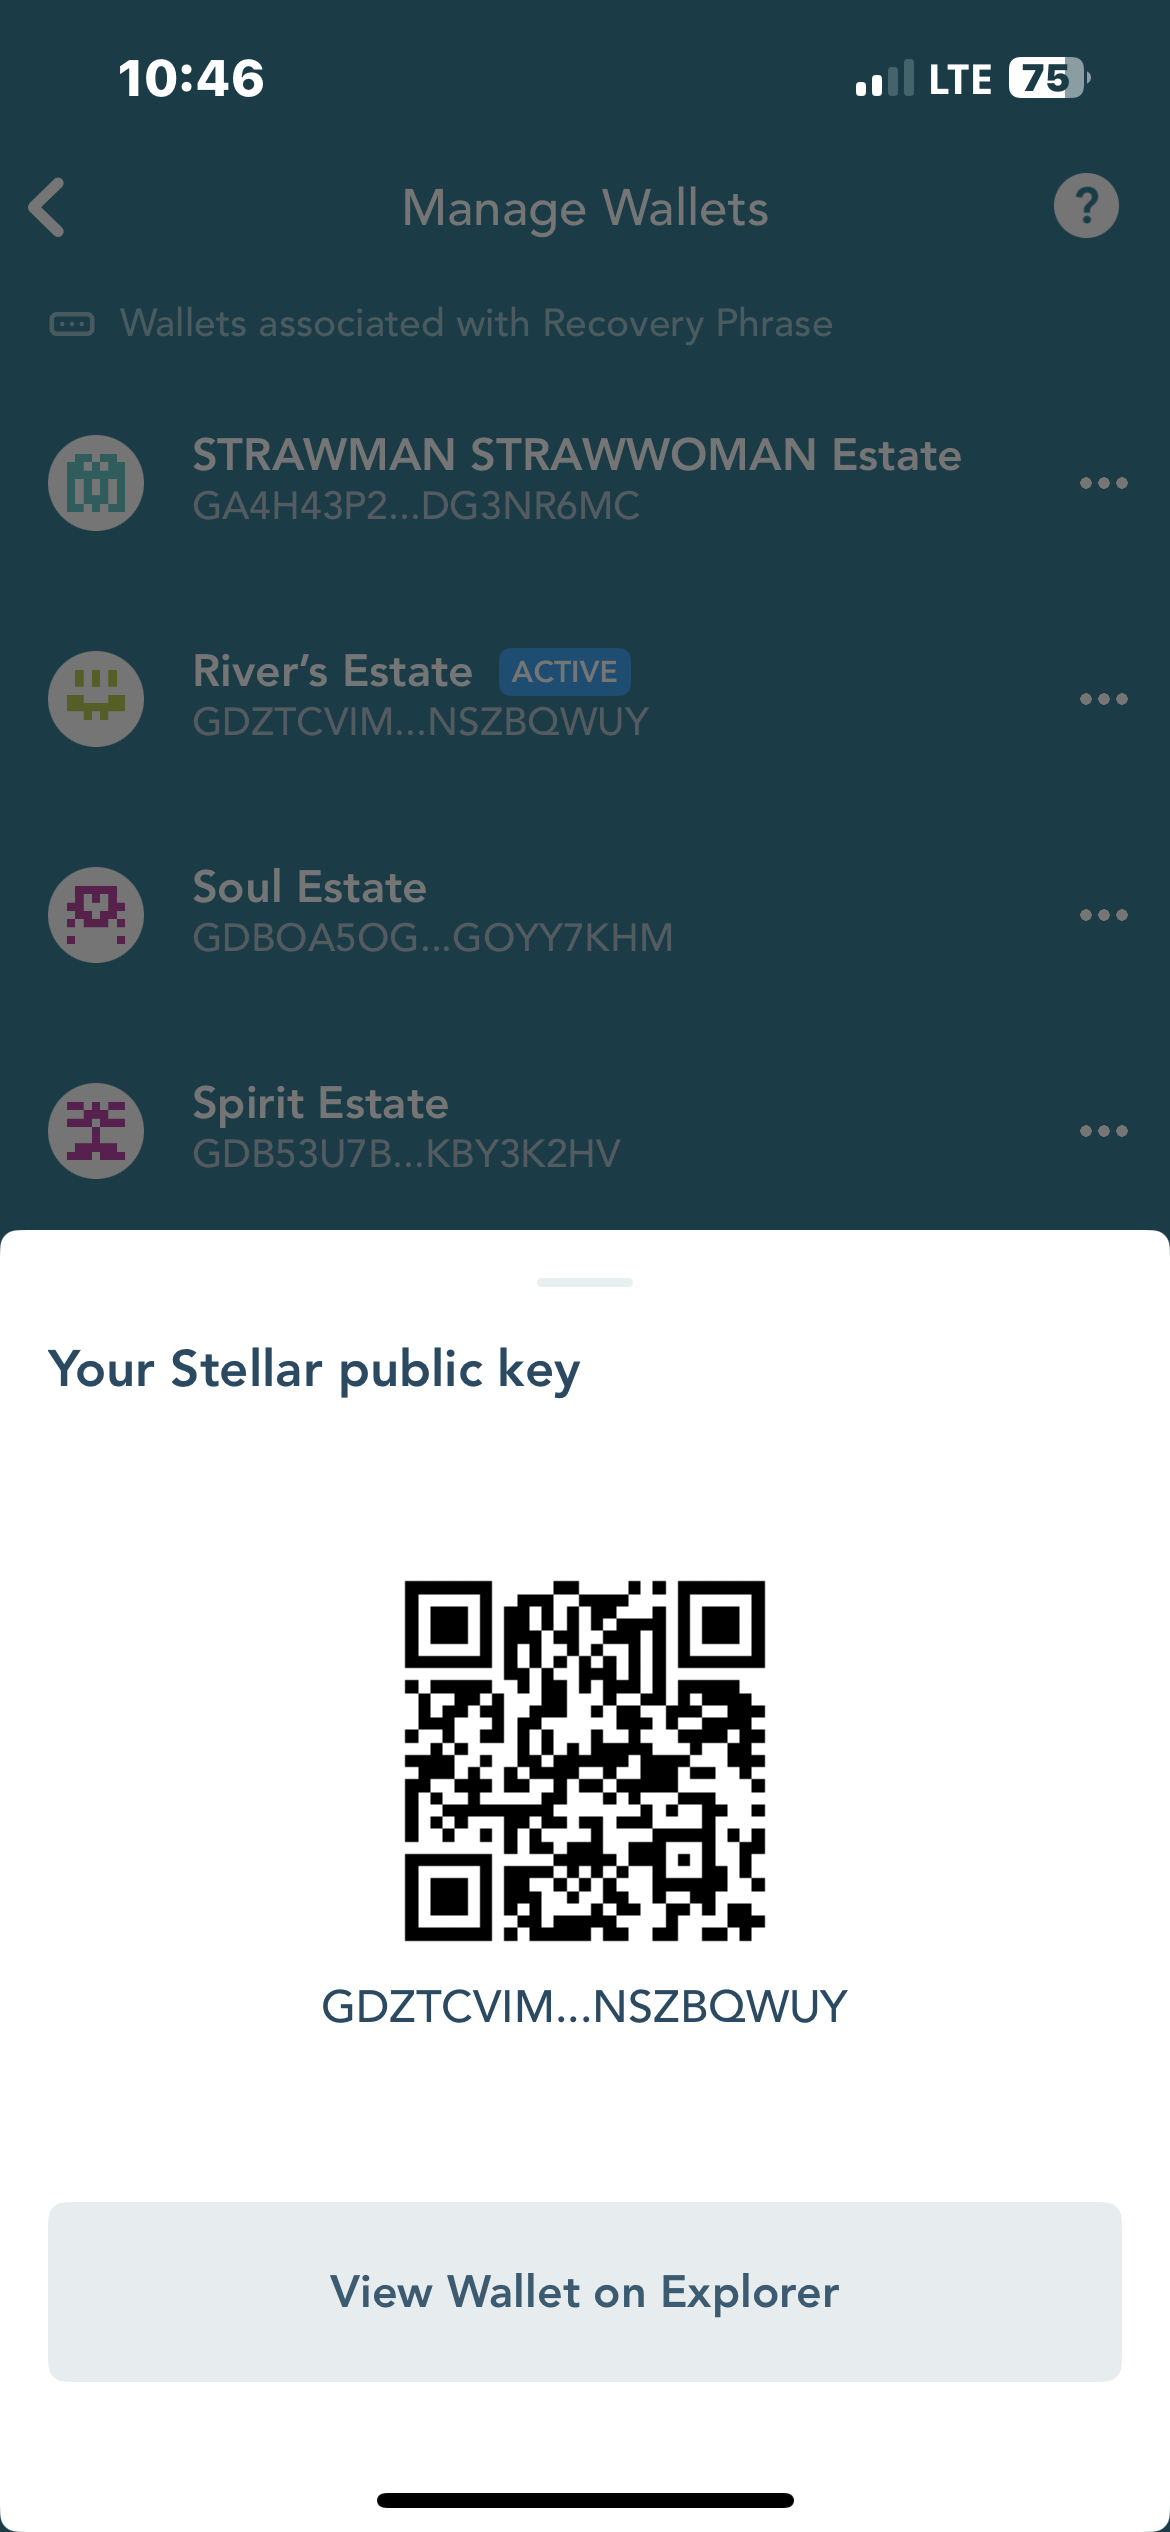 10:46
LTE 75
Manage Wallets
?
Wallets associated with Recovery Phrase
STRAWMAN STRAWWOMAN Estate
GA4H43P2...DG3NR6MC
River’s Estate ACTIVE
GDZTCVIM...NSZBQWUY
Soul Estate
GDBOA5OG...GOYY7KHM
Spirit Estate
GDB53U7B...KBY3K2HV
Your Stellar public key
GDZTCVIM...NSZBQWUY
View Wallet on Explorer